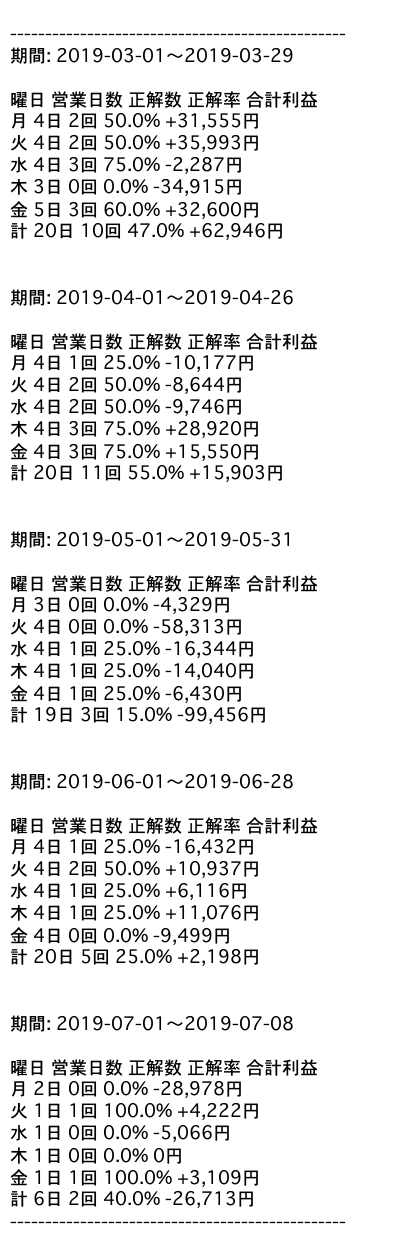 ------------------------------------------------
期間: 2019-03-01〜2019-03-29
曜日 営業日数 正解数 正解率 合計利益
月 4日 2回 50.0% +31,555円
火 4日 2回 50.0% +35,993円
水 4日 3回 75.0% -2,287円
木 3日 0回 0.0% -34,915円
金 5日 3回 60.0% +32,600円
計 20日 10回 47.0% +62,946円
期間: 2019-04-01〜2019-04-26
曜日 営業日数 正解数 正解率 合計利益
月 4日 1回 25.0% -10,177円
火 4日 2回 50.0% -8,644円
水 4日 2回 50.0% -9,746円
木 4日 3回 75.0% +28,920円
金 4日 3回 75.0% +15,550円
計 20日 11回 55.0% +15,903円
期間: 2019-05-01〜2019-05-31
曜日 営業日数 正解数 正解率 合計利益
月 3日 0回 0.0% -4,329円
火 4日 0回 0.0% -58,313円
水 4日 1回 25.0% -16,344円
木 4日 1回 25.0% -14,040円
金 4日 1回 25.0% -6,430円
計 19日 3回 15.0% -99,456円
期間: 2019-06-01〜2019-06-28
曜日 営業日数 正解数 正解率 合計利益
月 4日 1回 25.0% -16,432円
火 4日 2回 50.0% +10,937円
水 4日 1回 25.0% +6,116円
木 4日 1回 25.0% +11,076円
金 4日 0回 0.0% -9,499円
計 20日 5回 25.0% +2,198円
期間: 2019-07-01〜2019-07-08
曜日 営業日数 正解数 正解率 合計利益
月 2日 0回 0.0% -28,978円
火 1日 1回 100.0% +4,222円
水 1日 0回 0.0% -5,066円
木 1日 0回 0.0% 0円
金 1日 1回 100.0% +3,109円
計 6日 2回 40.0% -26,713円
------------------------------------------------